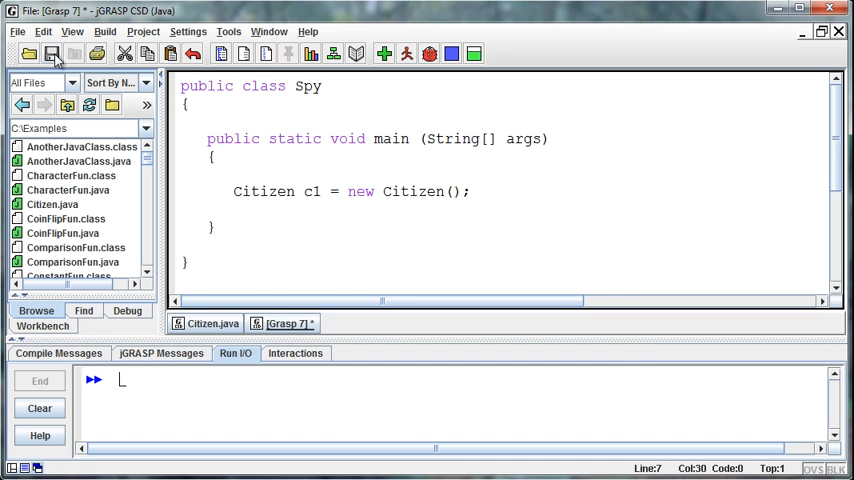 File: [Grasp 7] * - jGRASP CSD (Java)
File Edit View Build Project Settings Tools Window Help
All Files Sort By N...
C:\Examples
AnotherJavaClass.class
AnotherJavaClass.java
CharacterFun.class
CharacterFun.java
Citizen.java
CoinFlipFun.class
CoinFlipFun.java
ComparisonFun.class
ComparisonFun.java
ConstantFun.class
Browse Find Debug
Workbench
public class Spy
{
public static void main (String[] args)
{
Citizen c1 = new Citizen();
}
}
Citizen.java [Grasp 7] *
Compile Messages jGRASP Messages Run I/O Interactions
End
Clear
Help
Line:7 Col:30 Code:0 Top:1 OVS BLK